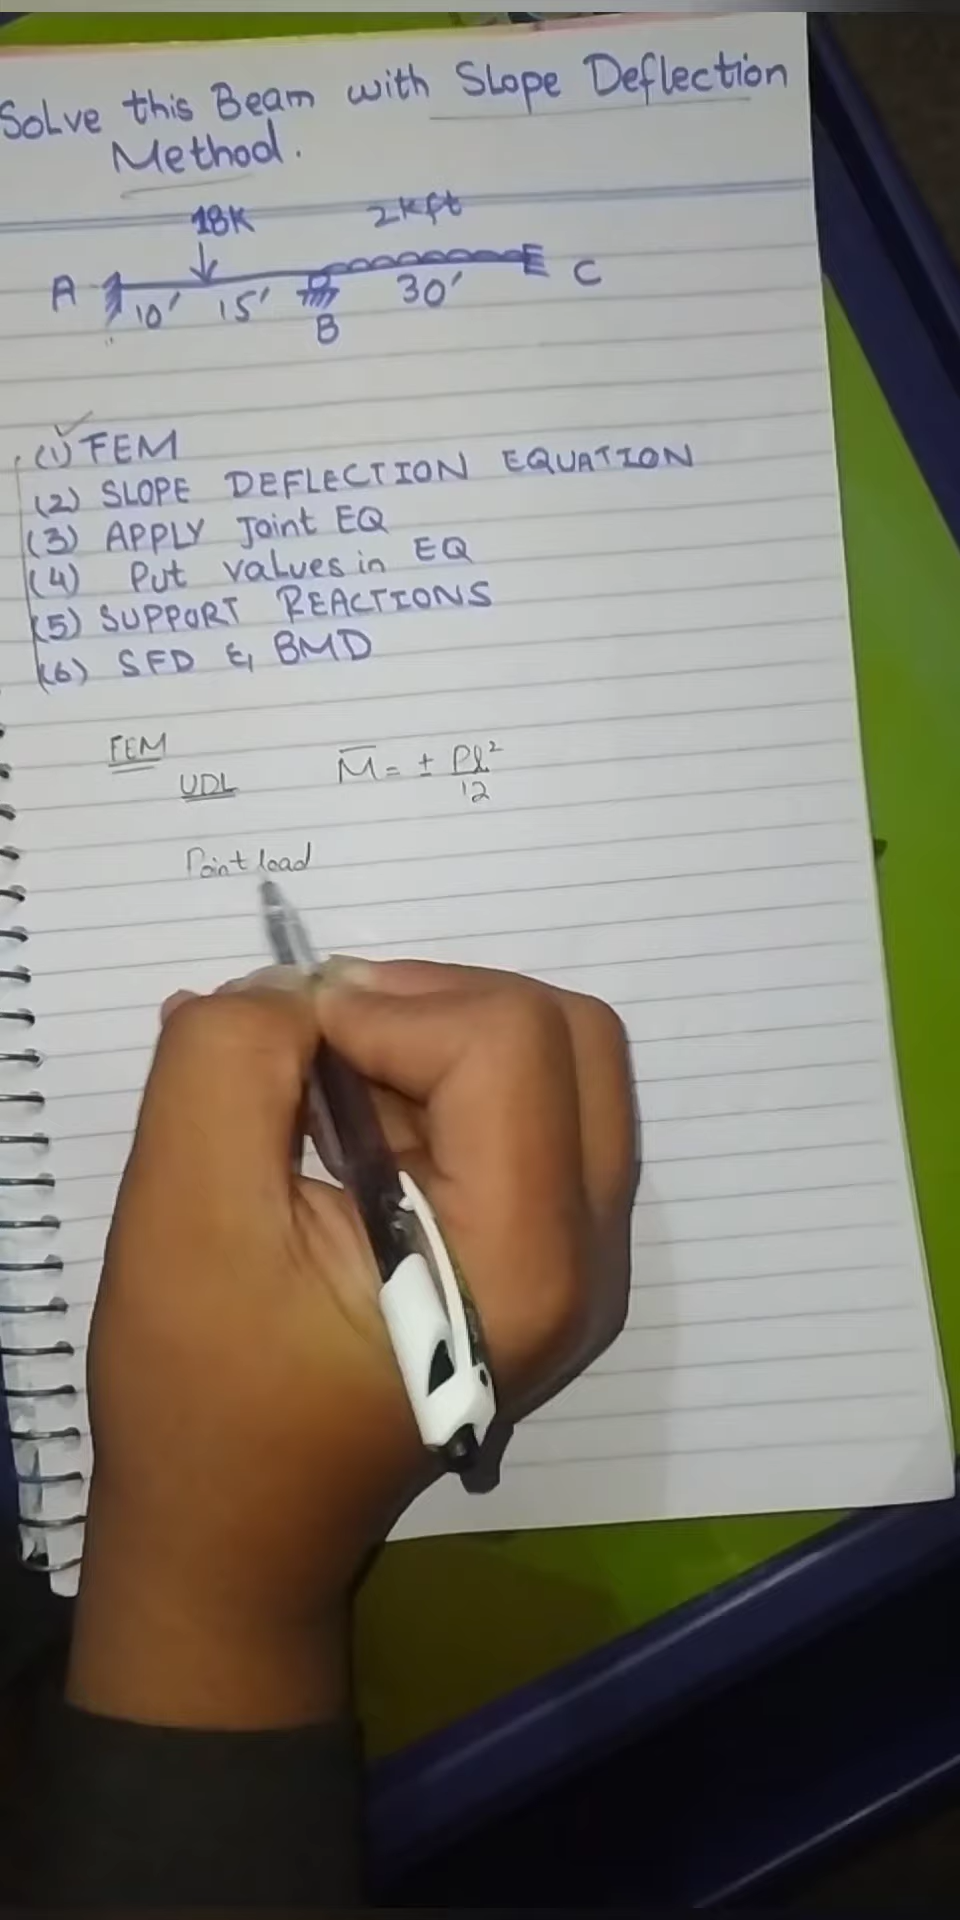 Solve this Beam with Slope Deflection
Method.
18K 2kft
A 10' 15' 30' C
B
(1) FEM
(2) SLOPE DEFLECTION EQUATION
(3) APPLY Joint EQ
(4) Put values in EQ
(5) SUPPORT REACTIONS
(6) SFD & BMD
FEM
UDL M̅ = ± Pl²/12
Point load